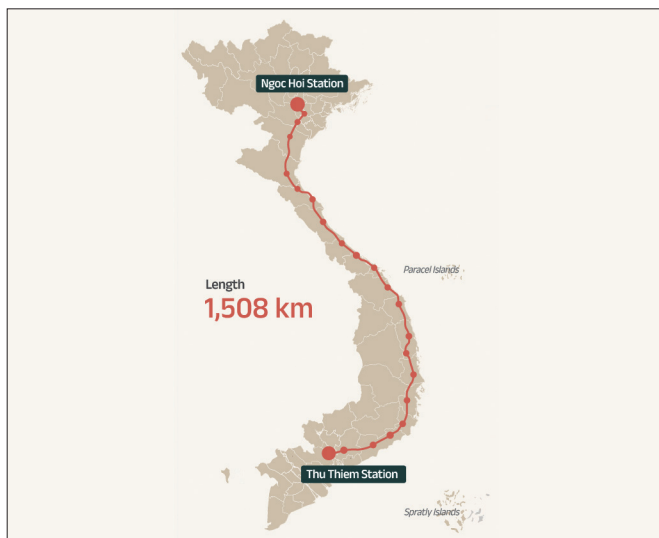 Ngoc Hoi Station
Paracel Islands
Length
1,508 km
Thu Thiem Station
Spratly Islands